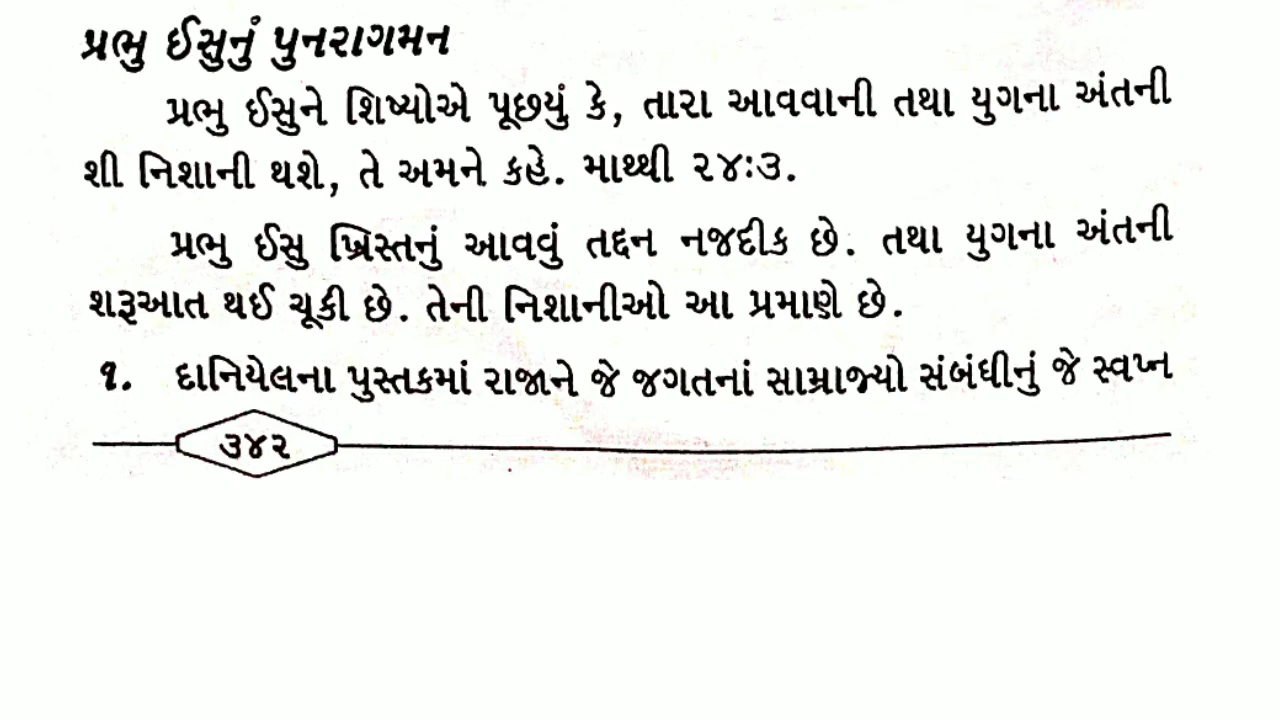 પ્રભુ ઈસુનું પુનરાગમન
પ્રભુ ઈસુને શિષ્યોએ પૂછયું કે, તારા આવવાની તથા યુગના અંતની
શી નિશાની થશે, તે અમને કહે. માથ્થી ૨૪:૩.
પ્રભુ ઈસુ ખ્રિસ્તનું આવવું તદ્દન નજદીક છે. તથા યુગના અંતની
શરૂઆત થઈ ચૂકી છે. તેની નિશાનીઓ આ પ્રમાણે છે.
૧. દાનિયેલના પુસ્તકમાં રાજાને જે જગતનાં સામ્રાજ્યો સંબંધીનું જે સ્વપ્ન
૩૪૨